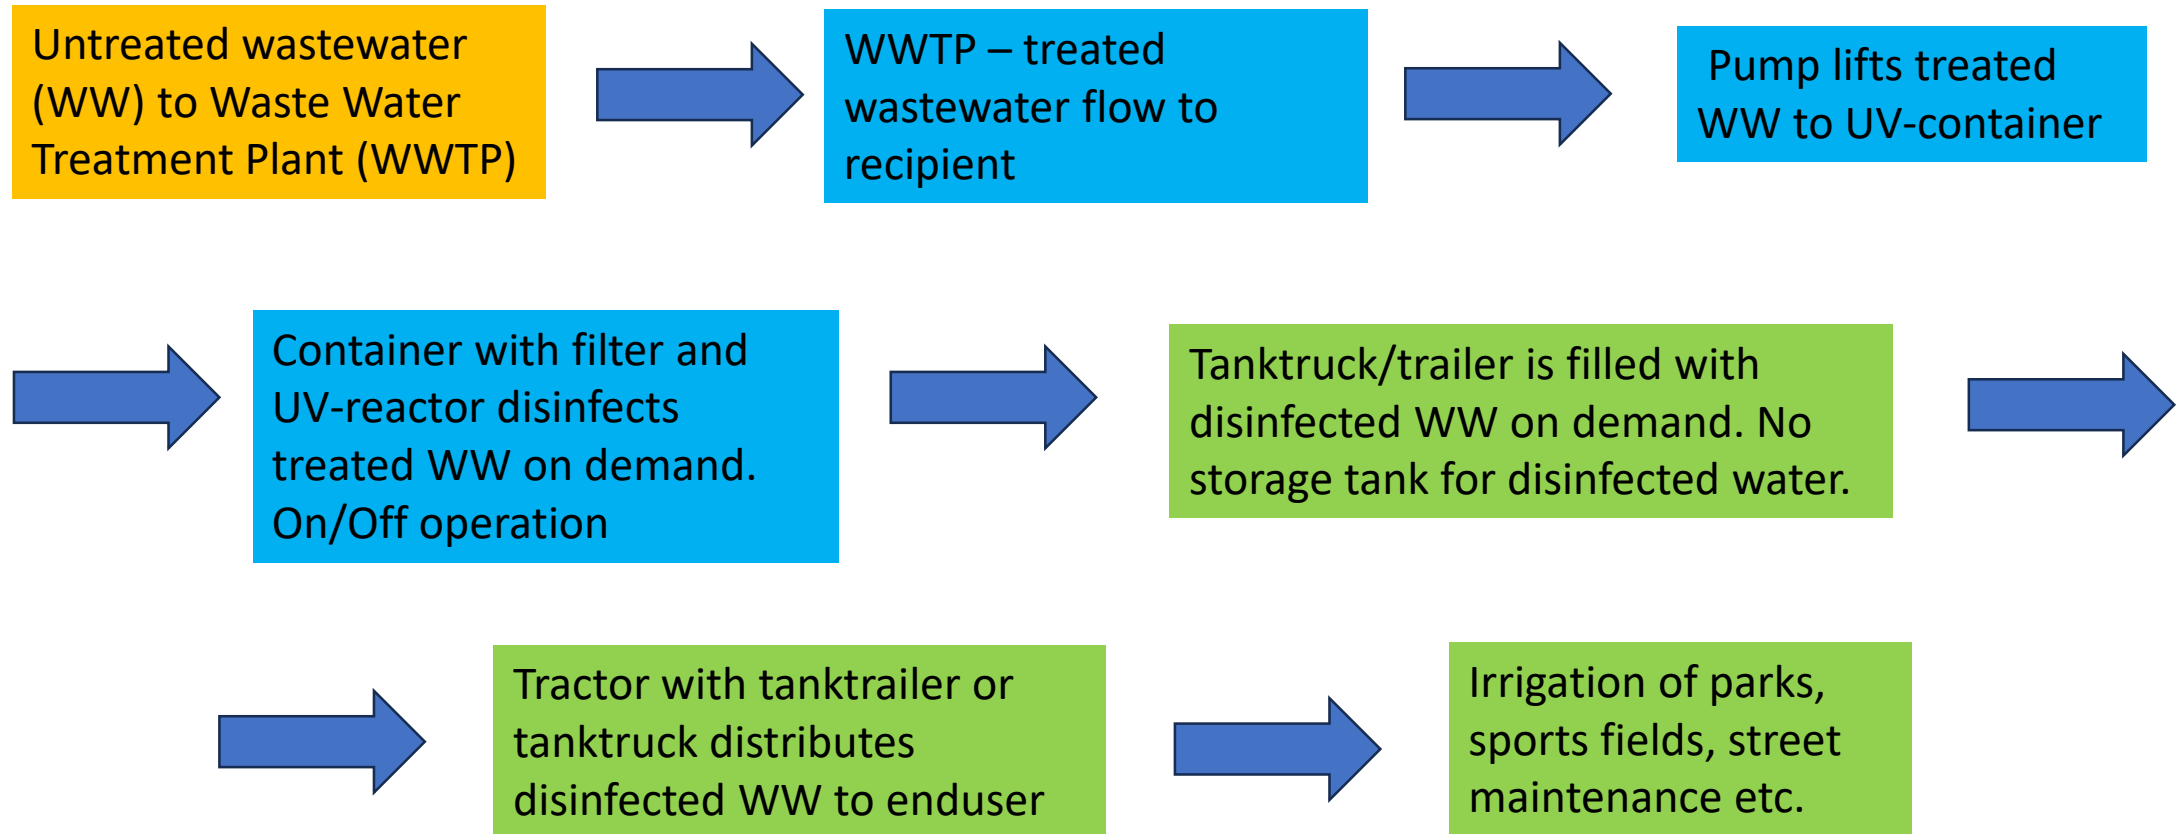 Untreated wastewater
(WW) to Waste Water
Treatment Plant (WWTP)
WWTP – treated
wastewater flow to
recipient
Pump lifts treated
WW to UV-container
Container with filter and
UV-reactor disinfects
treated WW on demand.
On/Off operation
Tanktruck/trailer is filled with
disinfected WW on demand. No
storage tank for disinfected water.
Tractor with tanktrailer or
tanktruck distributes
disinfected WW to enduser
Irrigation of parks,
sports fields, street
maintenance etc.